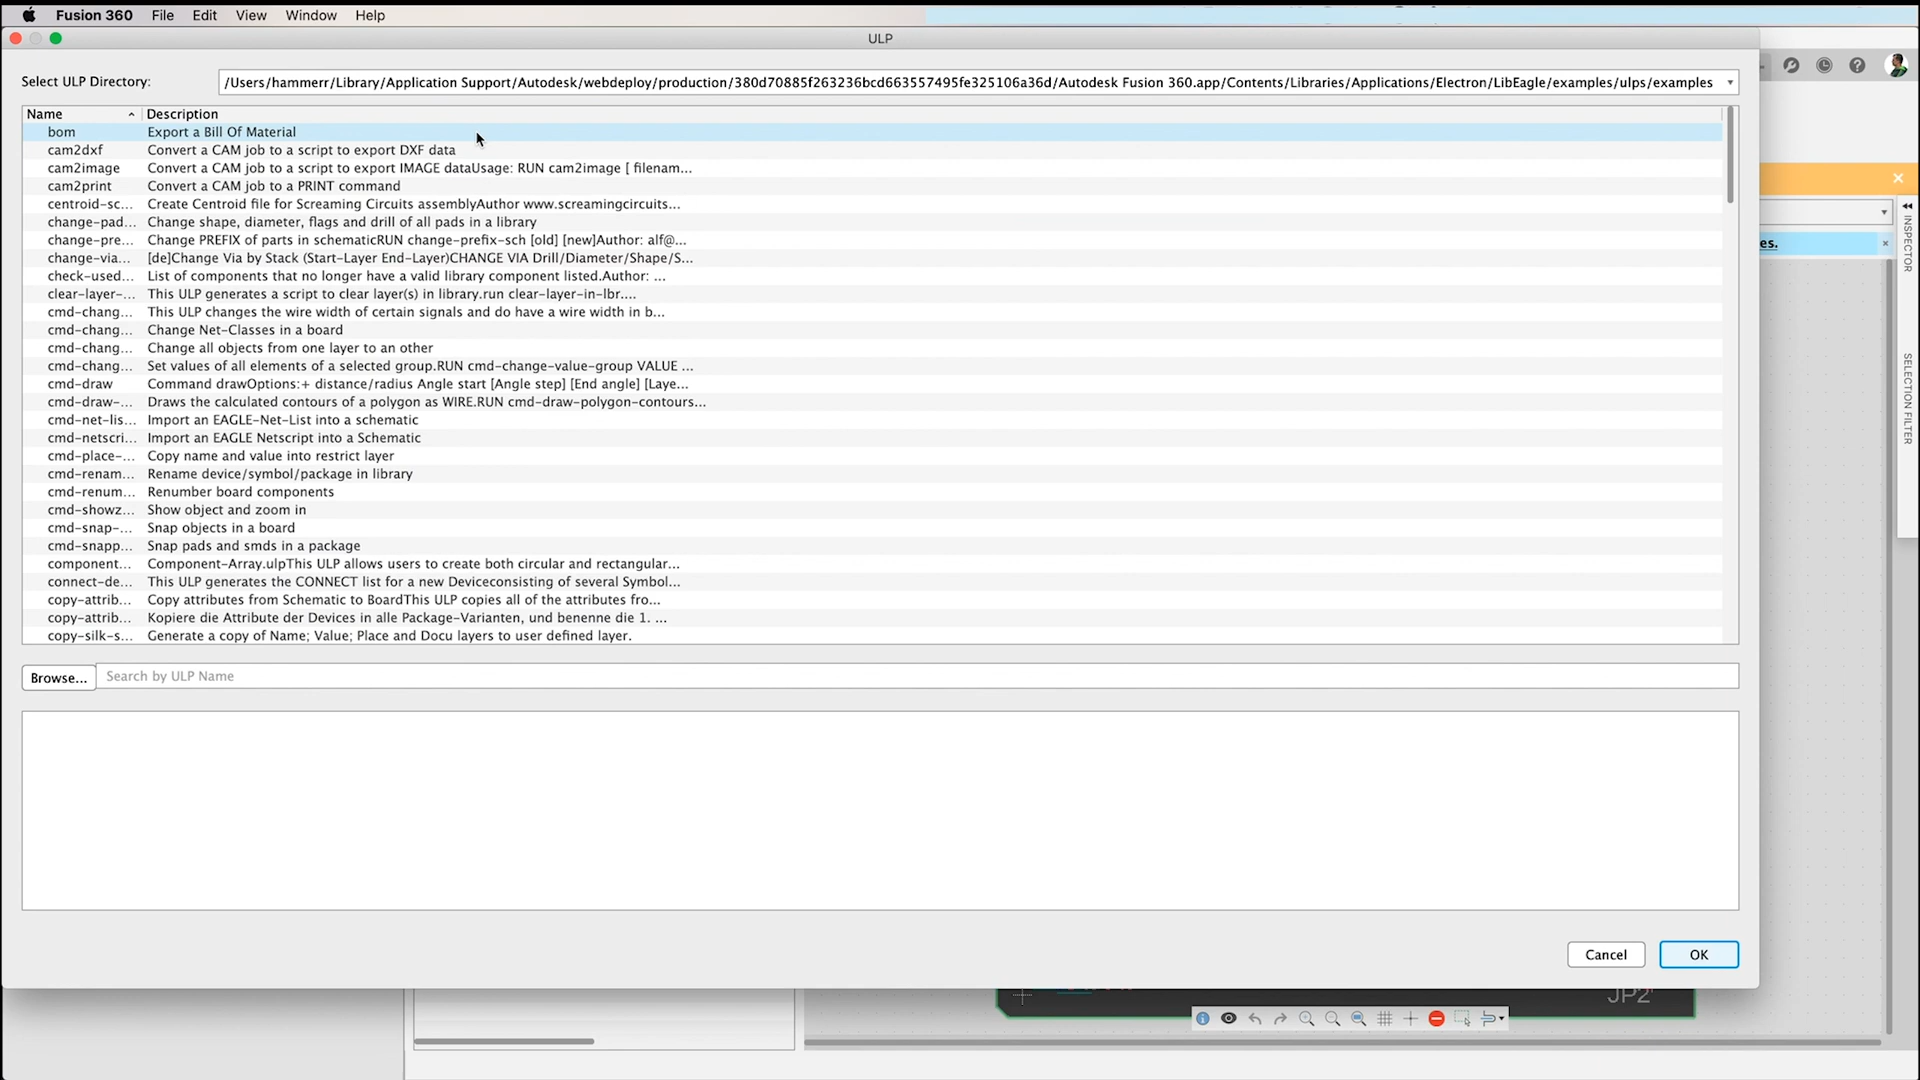 Fusion 360 File Edit View Window Help
ULP
Select ULP Directory: /Users/hammerr/Library/Application Support/Autodesk/webdeploy/production/380d70885f263236bcd663557495fe325106a36d/Autodesk Fusion 360.app/Contents/Libraries/Applications/Electron/LibEagle/examples/ulps/examples
Name Description
bom Export a Bill Of Material
cam2dxf Convert a CAM job to a script to export DXF data
cam2image Convert a CAM job to a script to export IMAGE dataUsage: RUN cam2image [ filenam...
cam2print Convert a CAM job to a PRINT command
centroid-sc... Create Centroid file for Screaming Circuits assemblyAuthor www.screamingcircuits...
change-pad... Change shape, diameter, flags and drill of all pads in a library
change-pre... Change PREFIX of parts in schematicRUN change-prefix-sch [old] [new]Author: alf@...
change-via... [de]Change Via by Stack (Start-Layer End-Layer)CHANGE VIA Drill/Diameter/Shape/S...
check-used... List of components that no longer have a valid library component listed.Author: ...
clear-layer-... This ULP generates a script to clear layer(s) in library.run clear-layer-in-lbr....
cmd-chang... This ULP changes the wire width of certain signals and do have a wire width in b...
cmd-chang... Change Net-Classes in a board
cmd-chang... Change all objects from one layer to an other
cmd-chang... Set values of all elements of a selected group.RUN cmd-change-value-group VALUE ...
cmd-draw Command drawOptions:+ distance/radius Angle start [Angle step] [End angle] [Laye...
cmd-draw-... Draws the calculated contours of a polygon as WIRE.RUN cmd-draw-polygon-contours...
cmd-net-lis... Import an EAGLE-Net-List into a schematic
cmd-netscri... Import an EAGLE Netscript into a Schematic
cmd-place-... Copy name and value into restrict layer
cmd-renam... Rename device/symbol/package in library
cmd-renum... Renumber board components
cmd-showz... Show object and zoom in
cmd-snap-... Snap objects in a board
cmd-snapp... Snap pads and smds in a package
component... Component-Array.ulpThis ULP allows users to create both circular and rectangular...
connect-de... This ULP generates the CONNECT list for a new Deviceconsisting of several Symbol...
copy-attrib... Copy attributes from Schematic to BoardThis ULP copies all of the attributes fro...
copy-attrib... Kopiere die Attribute der Devices in alle Package-Varianten, und benenne die 1. ...
copy-silk-s... Generate a copy of Name; Value; Place and Docu layers to user defined layer.
Browse... Search by ULP Name
Cancel OK
es.
INSPECTOR
SELECTION FILTER
JP2